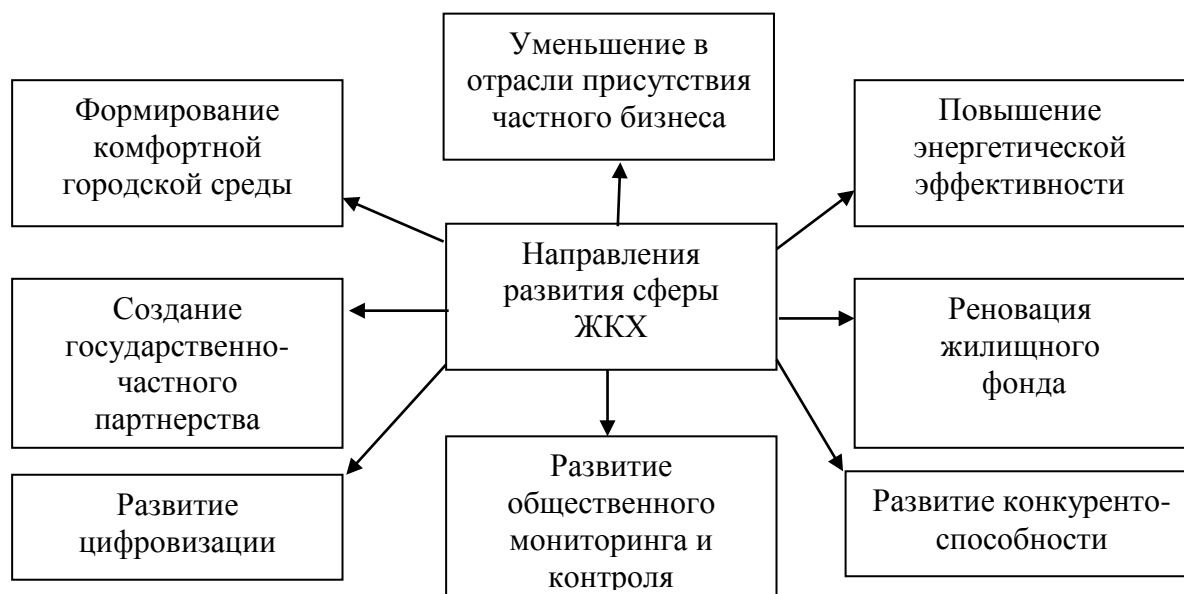 Уменьшение в
отрасли присутствия
частного бизнеса
Формирование
комфортной
городской среды
Повышение
энергетической
эффективности
Направления
развития сферы
ЖКХ
Создание
государственно-
частного
партнерства
Реновация
жилищного
фонда
Развитие
цифровизации
Развитие
общественного
мониторинга и
контроля
Развитие конкуренто-
способности